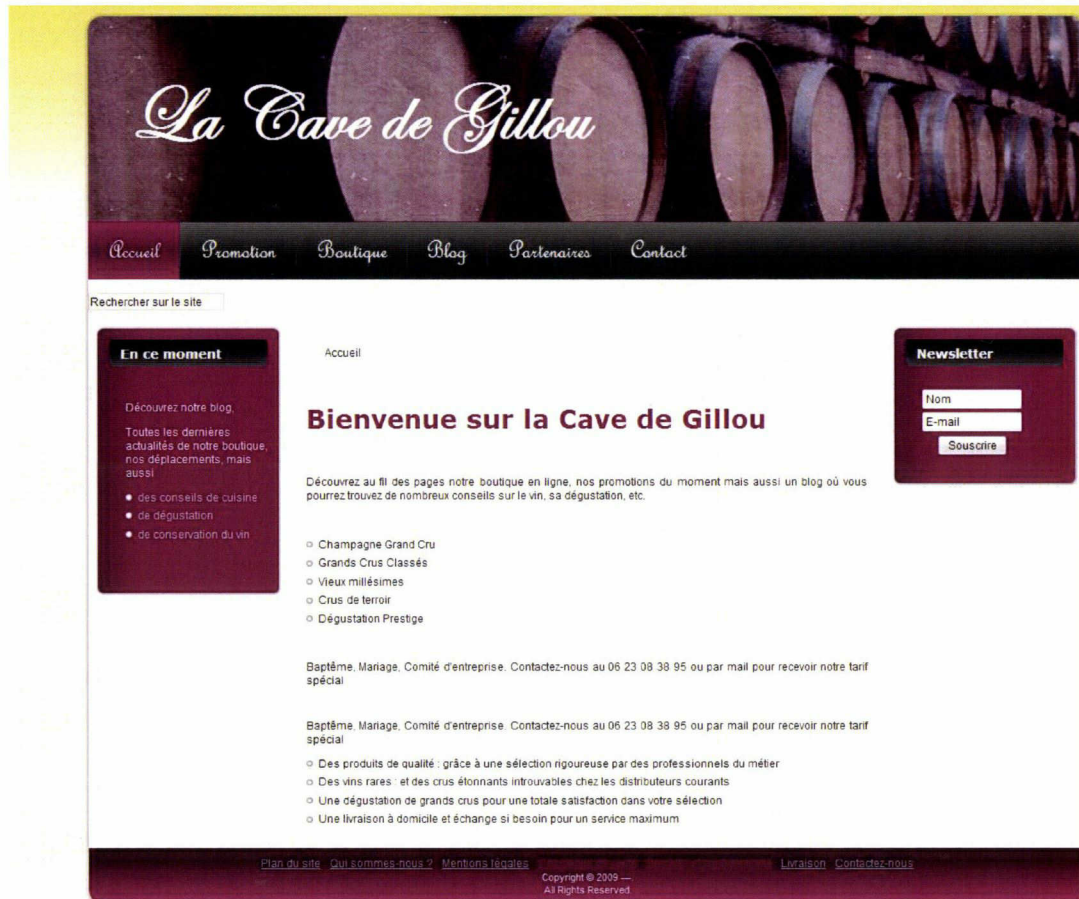 La Cave de Gillou
Accueil Promotion Boutique Blog Partenaires Contact
Rechercher sur le site
En ce moment
Découvrez notre blog,
Toutes les dernières
actualités de notre boutique,
nos déplacements, mais
aussi
des conseils de cuisine
de dégustation
de conservation du vin
Accueil
Bienvenue sur la Cave de Gillou
Découvrez au fil des pages notre boutique en ligne, nos promotions du moment mais aussi un blog où vous
pourrez trouvez de nombreux conseils sur le vin, sa dégustation, etc.
Champagne Grand Cru
Grands Crus Classés
Vieux millésimes
Crus de terroir
Dégustation Prestige
Baptême, Mariage, Comité d'entreprise. Contactez-nous au 06 23 08 38 95 ou par mail pour recevoir notre tarif
spécial
Baptême, Mariage, Comité d'entreprise. Contactez-nous au 06 23 08 38 95 ou par mail pour recevoir notre tarif
spécial
Des produits de qualité : grâce à une sélection rigoureuse par des professionnels du métier
Des vins rares : et des crus étonnants introuvables chez les distributeurs courants
Une dégustation de grands crus pour une totale satisfaction dans votre sélection
Une livraison à domicile et échange si besoin pour un service maximum
Newsletter
Nom
E-mail
Souscrire
Plan du site Qui sommes-nous ? Mentions légales Livraison Contactez-nous
Copyright © 2009 ---
All Rights Reserved